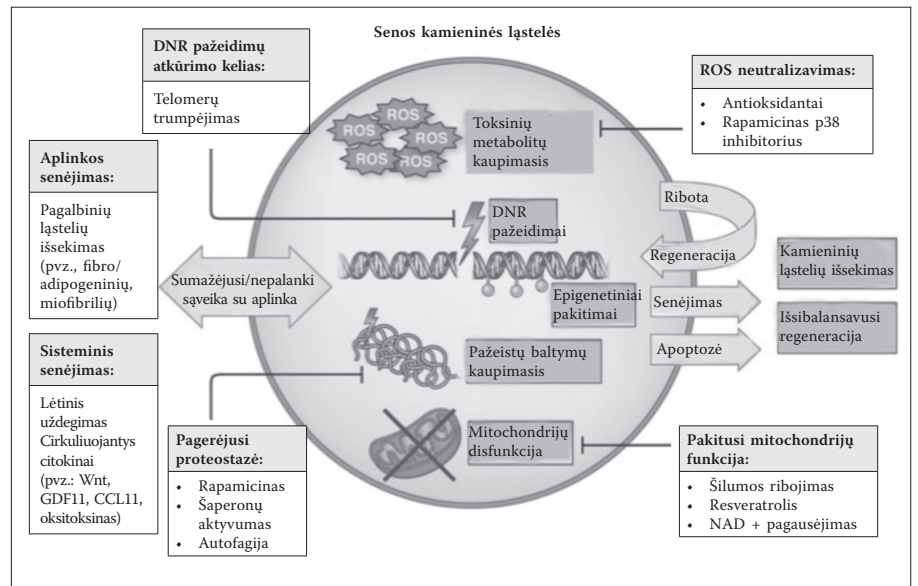 Senos kamieninės ląstelės
DNR pažeidimų
atkūrimo kelias:
Telomerų
trumpėjimas
ROS neutralizavimas:
• Antioksidantai
• Rapamicinas p38
inhibitorius
ROS
ROS
ROS
ROS
ROS
ROS
Toksinių
metabolitų
kaupimasis
Aplinkos
senėjimas:
Pagalbinių
ląstelių
išsekimas
(pvz., fibro/
adipogeninių,
miofibrilių)
Sumažėjusi/nepalanki
sąveika su aplinka
DNR
pažeidimai
Epigenetiniai
pakitimai
Ribota
Regeneracija
Senėjimas
Apoptozė
Kamieninių
ląstelių išsekimas
Išsibalansavusi
regeneracija
Sisteminis
senėjimas:
Lėtinis
uždegimas
Cirkuliuojantys
citokinai
(pvz.: Wnt,
GDF11, CCL11,
oksitoksinas)
Pažeistų baltymų
kaupimasis
Mitochondrijų
disfunkcija
Pagerėjusi
proteostazė:
• Rapamicinas
• Šaperonų
aktyvumas
• Autofagija
Pakitusi mitochondrijų
funkcija:
• Šilumos ribojimas
• Resveratrolis
• NAD + pagausėjimas